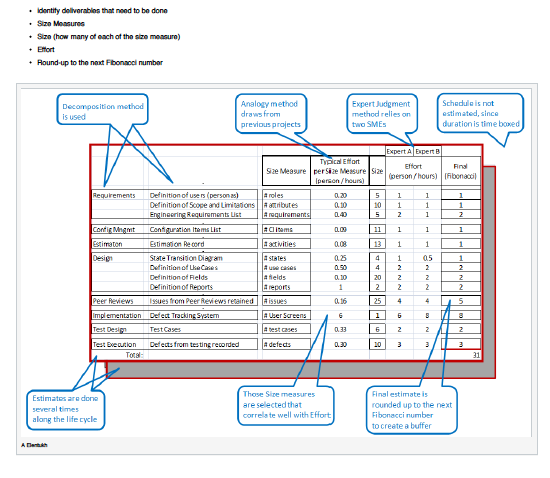 • identify deliverables that need to be done
• Size Measures
• Size (how many of each of the size measure)
• Effort
• Round-up to the next Fibonacci number
Decomposition method
is used
Analogy method
draws from
previous projects
Expert Judgment
method relies on
two SMEs
Schedule is not
estimated, since
duration is time boxed
Expert A Expert B
Size Measure Typical Effort per Size Measure (person / hours) Size Effort (person / hours) Final (Fibonacci)
Requirements Definition of users (personas) # roles 0.20 5 1 1 1
Definition of Scope and Limitations # attributes 0.10 10 1 1 1
Engineering Requirements List # requirements 0.40 5 2 1 2
Config Mngmt Configuration Items List # CI items 0.09 11 1 1 1
Estimaton Estimation Record # activities 0.08 13 1 1 1
Design State Transition Diagram # states 0.25 4 1 0.5 1
Definition of Use Cases # use cases 0.50 4 2 2 2
Definition of Fields # fields 0.10 20 2 2 2
Definition of Reports # reports 1 2 2 2 2
Peer Reviews Issues from Peer Reviews retained # issues 0.16 25 4 4 5
Implementation Defect Tracking System # User Screens 6 1 6 8 8
Test Design Test Cases # test cases 0.33 6 2 2 2
Test Execution Defects from testing recorded # defects 0.30 10 3 3 3
Total: 31
Estimates are done
several times
along the life cycle
Those Size measures
are selected that
correlate well with Effort
Final estimate is
rounded up to the next
Fibonacci number
to create a buffer
A Elentukh